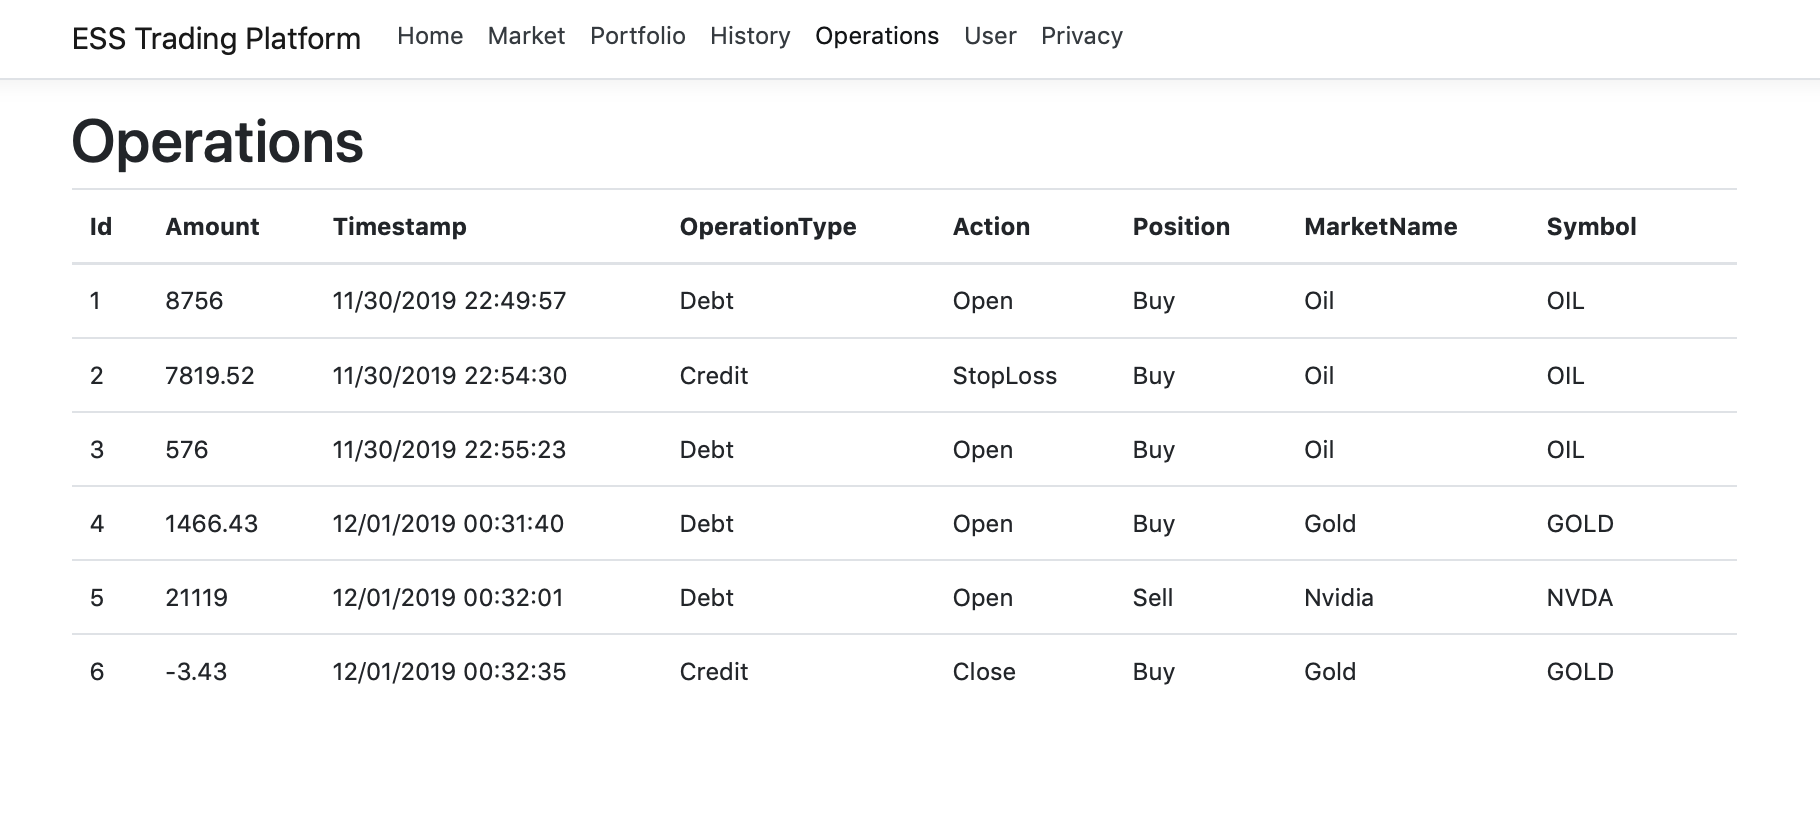 ESS Trading Platform Home Market Portfolio History Operations User Privacy
Operations
Id Amount Timestamp OperationType Action Position MarketName Symbol
1 8756 11/30/2019 22:49:57 Debt Open Buy Oil OIL
2 7819.52 11/30/2019 22:54:30 Credit StopLoss Buy Oil OIL
3 576 11/30/2019 22:55:23 Debt Open Buy Oil OIL
4 1466.43 12/01/2019 00:31:40 Debt Open Buy Gold GOLD
5 21119 12/01/2019 00:32:01 Debt Open Sell Nvidia NVDA
6 -3.43 12/01/2019 00:32:35 Credit Close Buy Gold GOLD